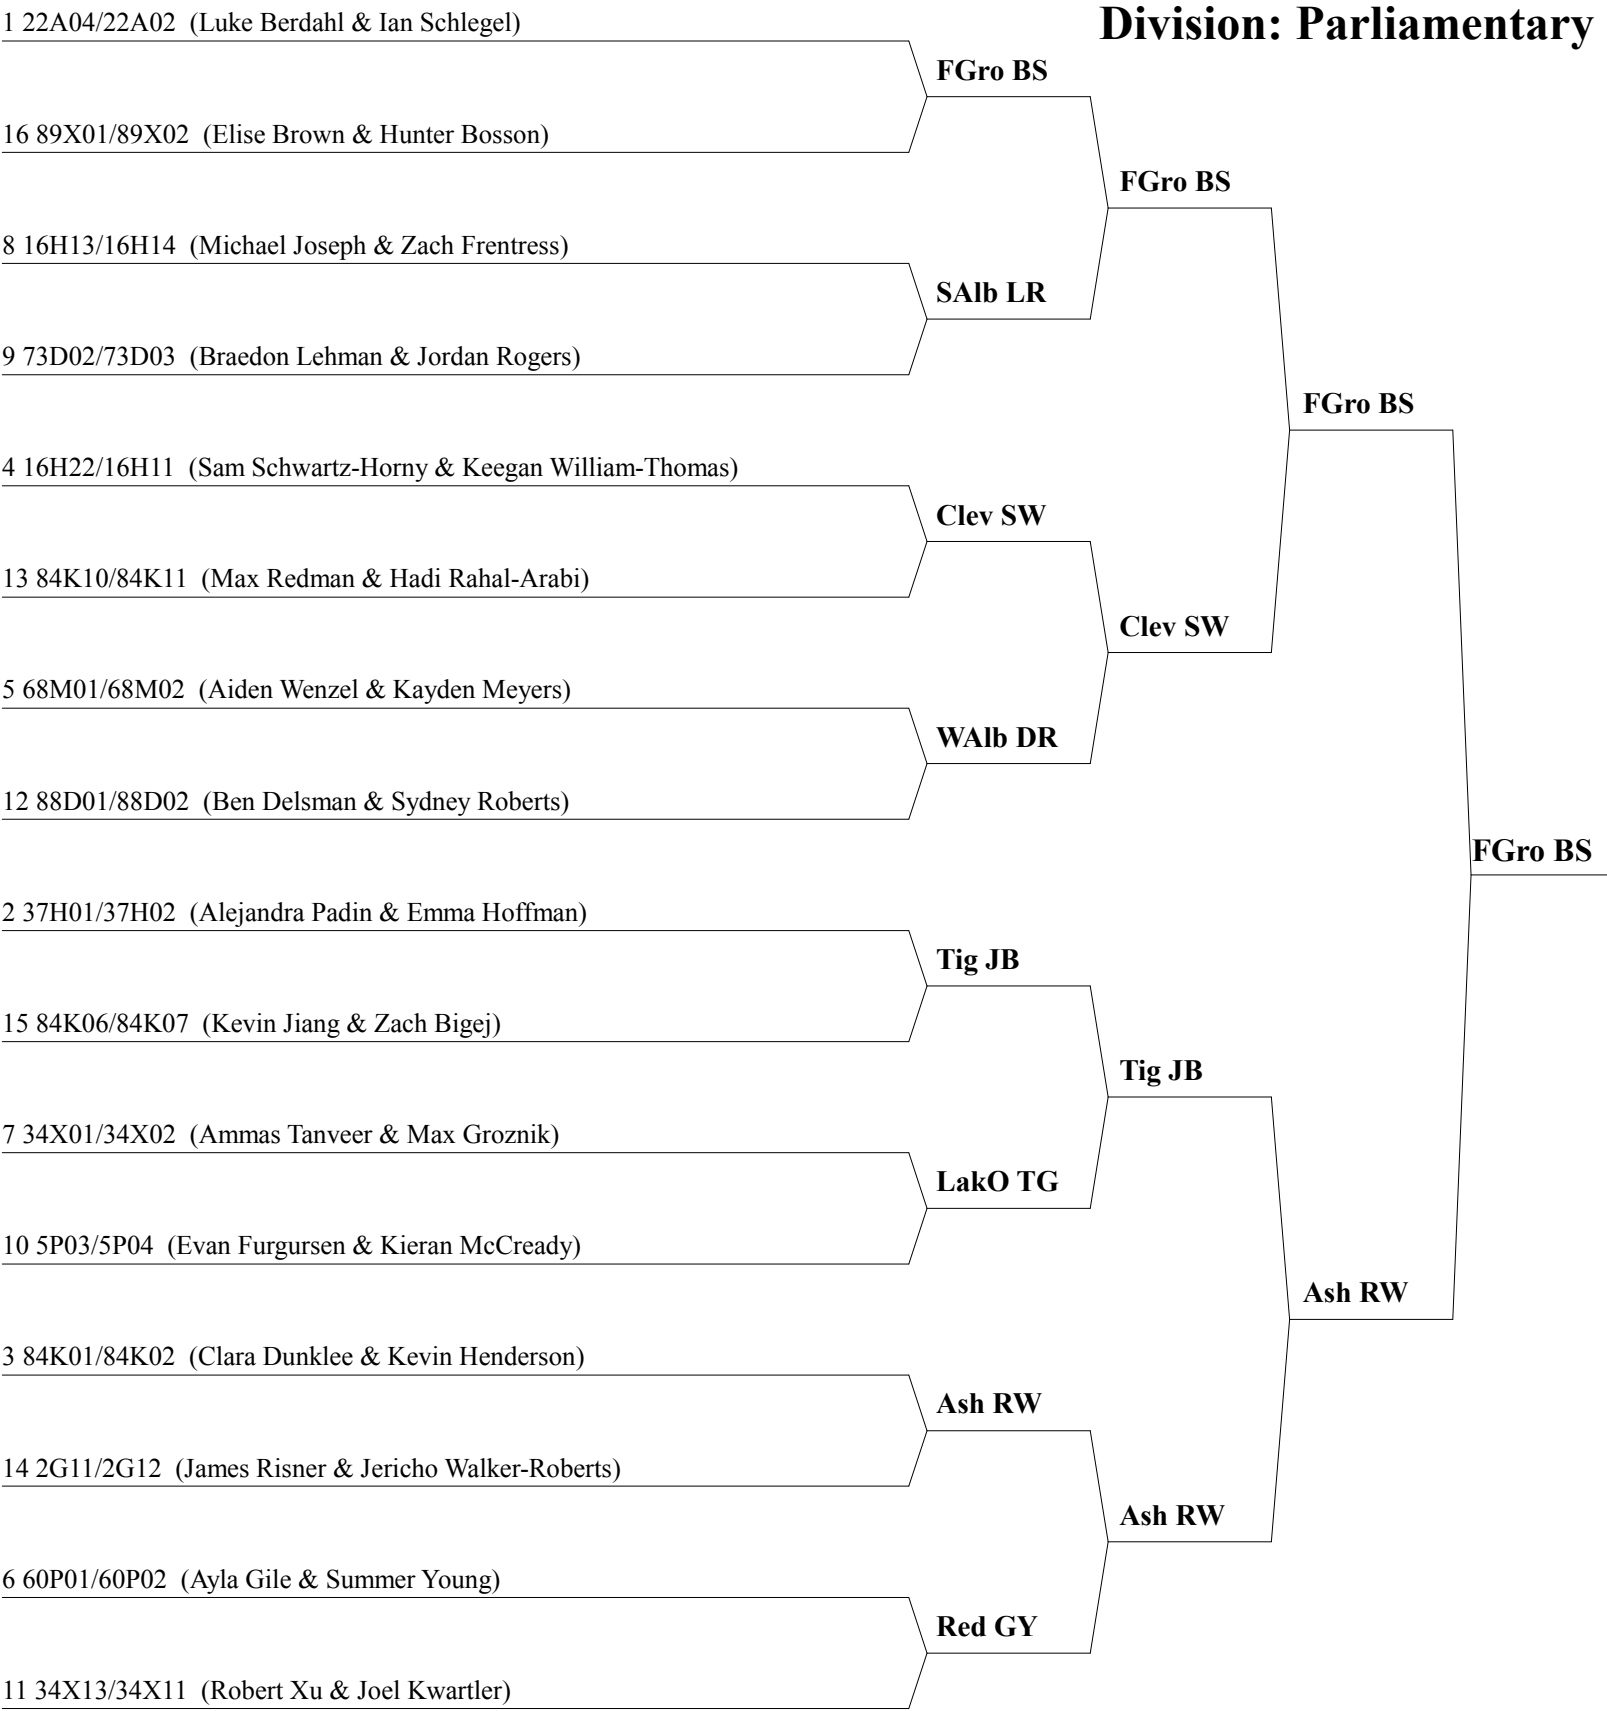 Division: Parliamentary
1 22A04/22A02 (Luke Berdahl & Ian Schlegel)
FGro BS
16 89X01/89X02 (Elise Brown & Hunter Bosson)
FGro BS
8 16H13/16H14 (Michael Joseph & Zach Frentress)
SAlb LR
9 73D02/73D03 (Braedon Lehman & Jordan Rogers)
FGro BS
4 16H22/16H11 (Sam Schwartz-Horny & Keegan William-Thomas)
Clev SW
13 84K10/84K11 (Max Redman & Hadi Rahal-Arabi)
Clev SW
5 68M01/68M02 (Aiden Wenzel & Kayden Meyers)
WAlb DR
12 88D01/88D02 (Ben Delsman & Sydney Roberts)
FGro BS
2 37H01/37H02 (Alejandra Padin & Emma Hoffman)
Tig JB
15 84K06/84K07 (Kevin Jiang & Zach Bigej)
Tig JB
7 34X01/34X02 (Ammas Tanveer & Max Groznik)
LakO TG
10 5P03/5P04 (Evan Furgursen & Kieran McCready)
Ash RW
3 84K01/84K02 (Clara Dunklee & Kevin Henderson)
Ash RW
14 2G11/2G12 (James Risner & Jericho Walker-Roberts)
Ash RW
6 60P01/60P02 (Ayla Gile & Summer Young)
Red GY
11 34X13/34X11 (Robert Xu & Joel Kwartler)